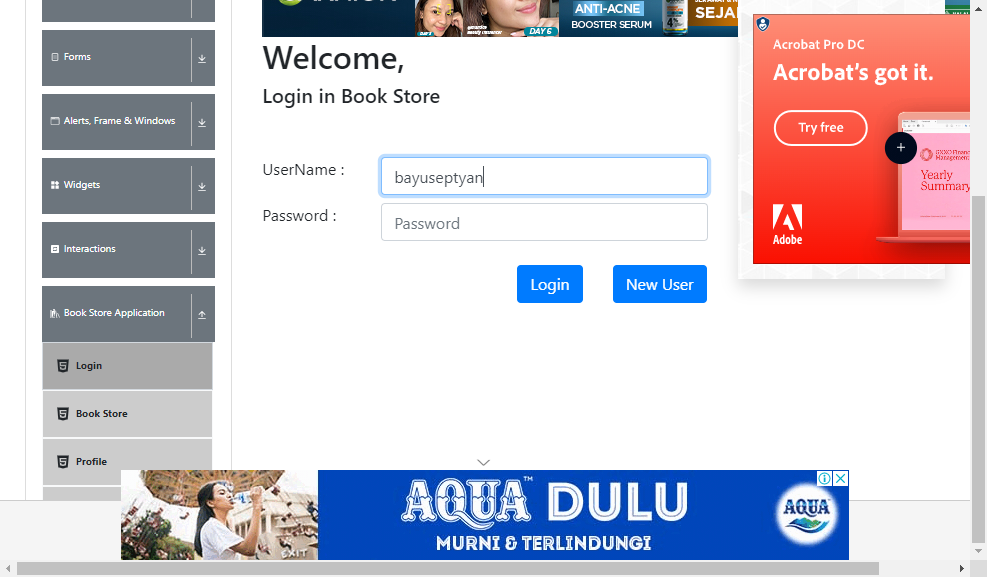 ANTI-ACNE
BOOSTER SERUM
DAY 6
Forms
Alerts, Frame & Windows
Widgets
Interactions
Book Store Application
Login
Book Store
Profile
Welcome,
Login in Book Store
UserName :
bayuseptyan
Password :
Password
Login
New User
Acrobat Pro DC
Acrobat's got it.
Try free
+
Yearly
Summary
Adobe
AQUA™ DULU
MURNI & TERLINDUNGI
AQUA
EXIT